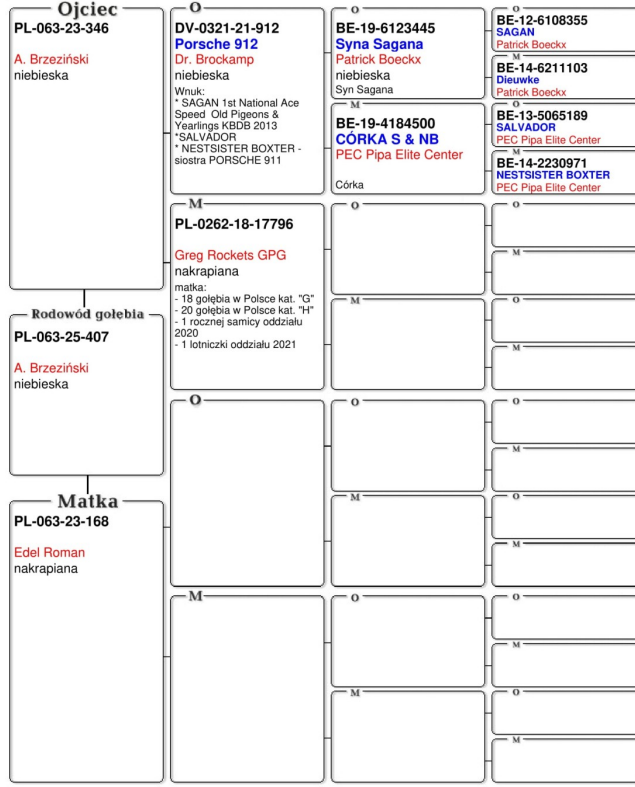 Ojciec
PL-063-23-346
A. Brzeziński
niebieska
Rodowód gołebia
PL-063-25-407
A. Brzeziński
niebieska
Matka
PL-063-23-168
Edel Roman
nakrapiana
O
DV-0321-21-912
Porsche 912
Dr. Brockamp
niebieska
Wnuk:
* SAGAN 1st National Ace
Speed Old Pigeons &
Yearlings KBDB 2013
*SALVADOR
* NESTSISTER BOXTER -
siostra PORSCHE 911
M
PL-0262-18-17796
Greg Rockets GPG
nakrapiana
matka:
- 18 gołębia w Polsce kat. "G"
- 20 gołębia w Polsce kat. "H"
- 1 rocznej samicy oddziału
2020
- 1 lotniczki oddziału 2021
O
M
O
BE-19-6123445
Syna Sagana
Patrick Boeckx
niebieska
Syn Sagana
M
BE-19-4184500
CÓRKA S & NB
PEC Pipa Elite Center
Córka
O
M
O
M
O
M
O
BE-12-6108355
SAGAN
Patrick Boeckx
M
BE-14-6211103
Dieuwke
Patrick Boeckx
O
BE-13-5065189
SALVADOR
PEC Pipa Elite Center
M
BE-14-2230971
NESTSISTER BOXTER
PEC Pipa Elite Center
O
M
O
M
O
M
O
M
O
M
O
M